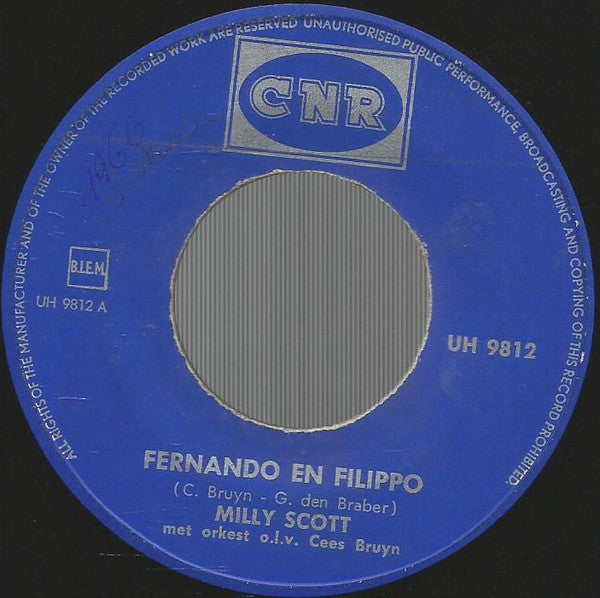 ALL RIGHTS OF THE MANUFACTURER AND OF THE OWNER OF THE RECORDED WORK ARE RESERVED UNAUTHORISED PUBLIC PERFORMANCE, BROADCASTING AND COPYING OF THIS RECORD PROHIBITED.
CNR
1966
B.I.E.M.
UH 9812 A
UH 9812
FERNANDO EN FILIPPO
(C. Bruyn - G. den Braber)
MILLY SCOTT
met orkest o.l.v. Cees Bruyn